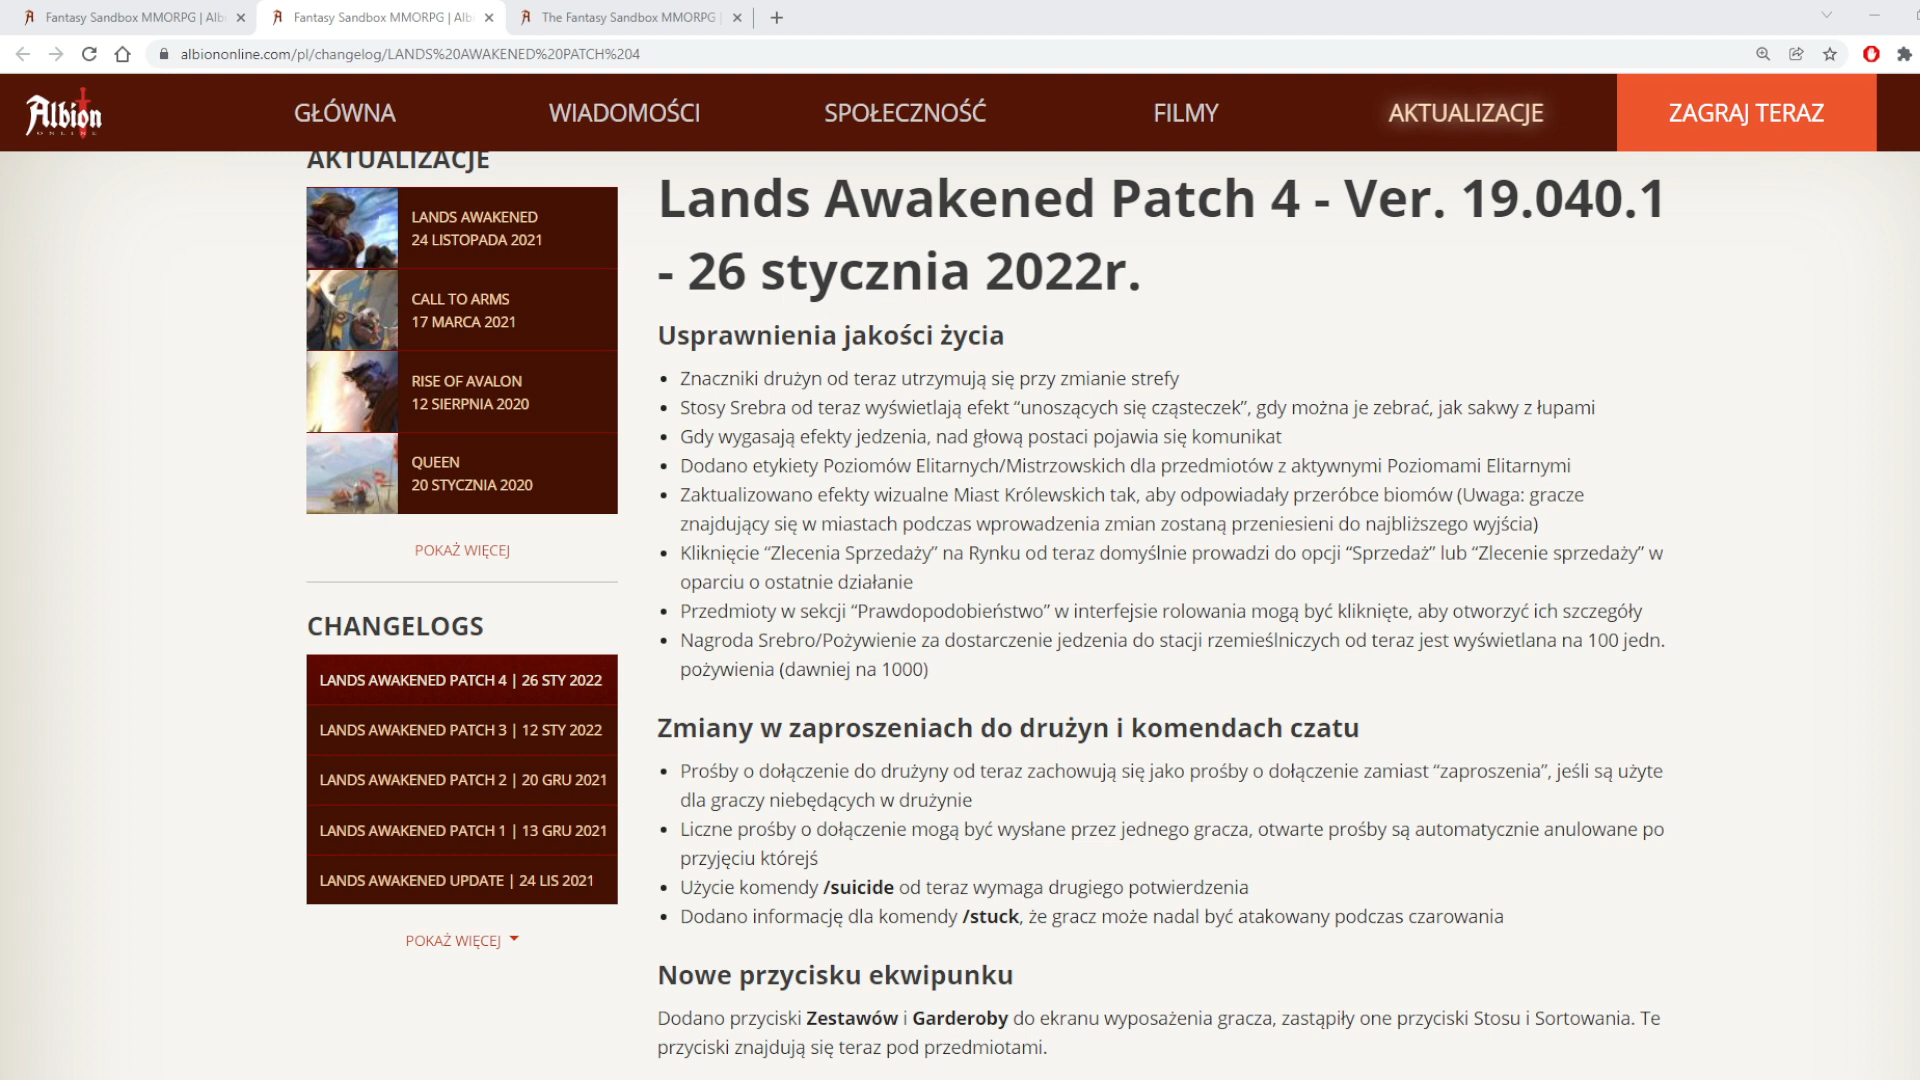 Fantasy Sandbox MMORPG | Alb
Fantasy Sandbox MMORPG | Alb
The Fantasy Sandbox MMORPG |
albiononline.com/pl/changelog/LANDS%20AWAKENED%20PATCH%204
Albion
ONLINE
GŁÓWNA
WIADOMOŚCI
SPOŁECZNOŚĆ
FILMY
AKTUALIZACJE
ZAGRAJ TERAZ
AKTUALIZACJE
LANDS AWAKENED
24 LISTOPADA 2021
CALL TO ARMS
17 MARCA 2021
RISE OF AVALON
12 SIERPNIA 2020
QUEEN
20 STYCZNIA 2020
POKAŻ WIĘCEJ
CHANGELOGS
LANDS AWAKENED PATCH 4 | 26 STY 2022
LANDS AWAKENED PATCH 3 | 12 STY 2022
LANDS AWAKENED PATCH 2 | 20 GRU 2021
LANDS AWAKENED PATCH 1 | 13 GRU 2021
LANDS AWAKENED UPDATE | 24 LIS 2021
POKAŻ WIĘCEJ
Lands Awakened Patch 4 - Ver. 19.040.1
- 26 stycznia 2022r.
Usprawnienia jakości życia
• Znaczniki drużyn od teraz utrzymują się przy zmianie strefy
• Stosy Srebra od teraz wyświetlają efekt “unoszących się cząsteczek”, gdy można je zebrać, jak sakwy z łupami
• Gdy wygasają efekty jedzenia, nad głową postaci pojawia się komunikat
• Dodano etykiety Poziomów Elitarnych/Mistrzowskich dla przedmiotów z aktywnymi Poziomami Elitarnymi
• Zaktualizowano efekty wizualne Miast Królewskich tak, aby odpowiadały przeróbce biomów (Uwaga: gracze
znajdujący się w miastach podczas wprowadzenia zmian zostaną przeniesieni do najbliższego wyjścia)
• Kliknięcie “Zlecenia Sprzedaży” na Rynku od teraz domyślnie prowadzi do opcji “Sprzedaż” lub “Zlecenie sprzedaży” w
oparciu o ostatnie działanie
• Przedmioty w sekcji “Prawdopodobieństwo” w interfejsie rolowania mogą być kliknięte, aby otworzyć ich szczegóły
• Nagroda Srebro/Pożywienie za dostarczenie jedzenia do stacji rzemieślniczych od teraz jest wyświetlana na 100 jedn.
pożywienia (dawniej na 1000)
Zmiany w zaproszeniach do drużyn i komendach czatu
• Prośby o dołączenie do drużyny od teraz zachowują się jako prośby o dołączenie zamiast “zaproszenia”, jeśli są użyte
dla graczy niebędących w drużynie
• Liczne prośby o dołączenie mogą być wysłane przez jednego gracza, otwarte prośby są automatycznie anulowane po
przyjęciu którejś
• Użycie komendy /suicide od teraz wymaga drugiego potwierdzenia
• Dodano informację dla komendy /stuck, że gracz może nadal być atakowany podczas czarowania
Nowe przycisku ekwipunku
Dodano przyciski Zestawów i Garderoby do ekranu wyposażenia gracza, zastąpiły one przyciski Stosu i Sortowania. Te
przyciski znajdują się teraz pod przedmiotami.